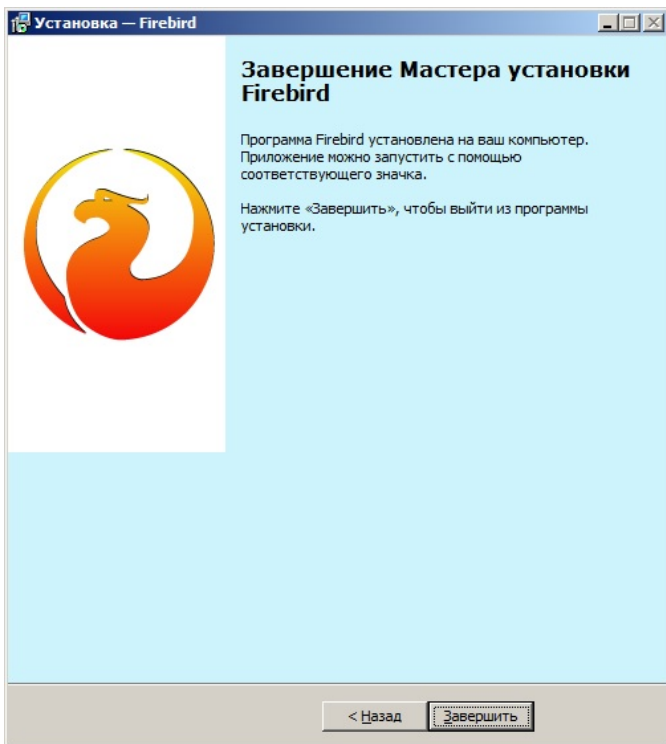 Установка — Firebird
Завершение Мастера установки
Firebird
Программа Firebird установлена на ваш компьютер.
Приложение можно запустить с помощью
соответствующего значка.
Нажмите «Завершить», чтобы выйти из программы
установки.
< Назад
Завершить